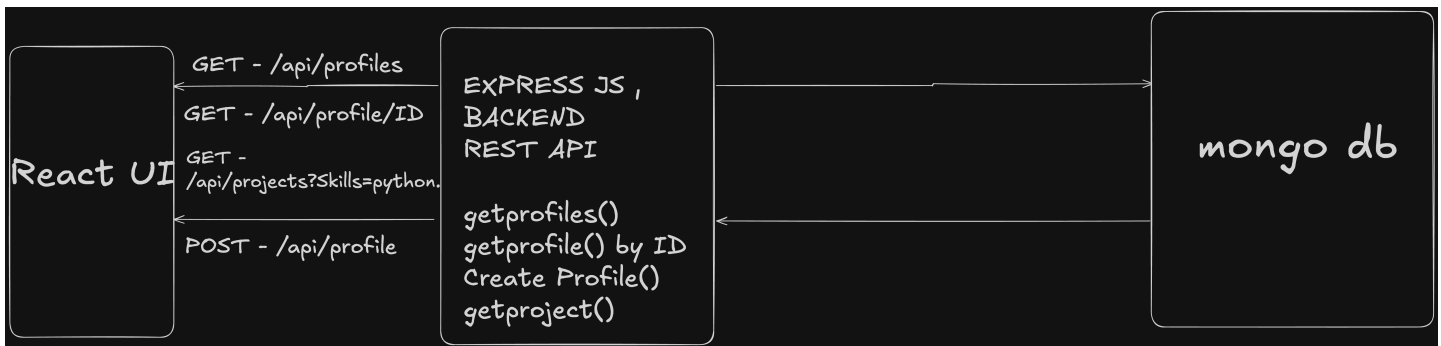 React UI
GET - /api/profiles
GET - /api/profile/ID
GET -
/api/projects?Skills=python.
POST - /api/profile
EXPRESS JS ,
BACKEND
REST API
getprofiles()
getprofile() by ID
Create Profile()
getproject()
mongo db